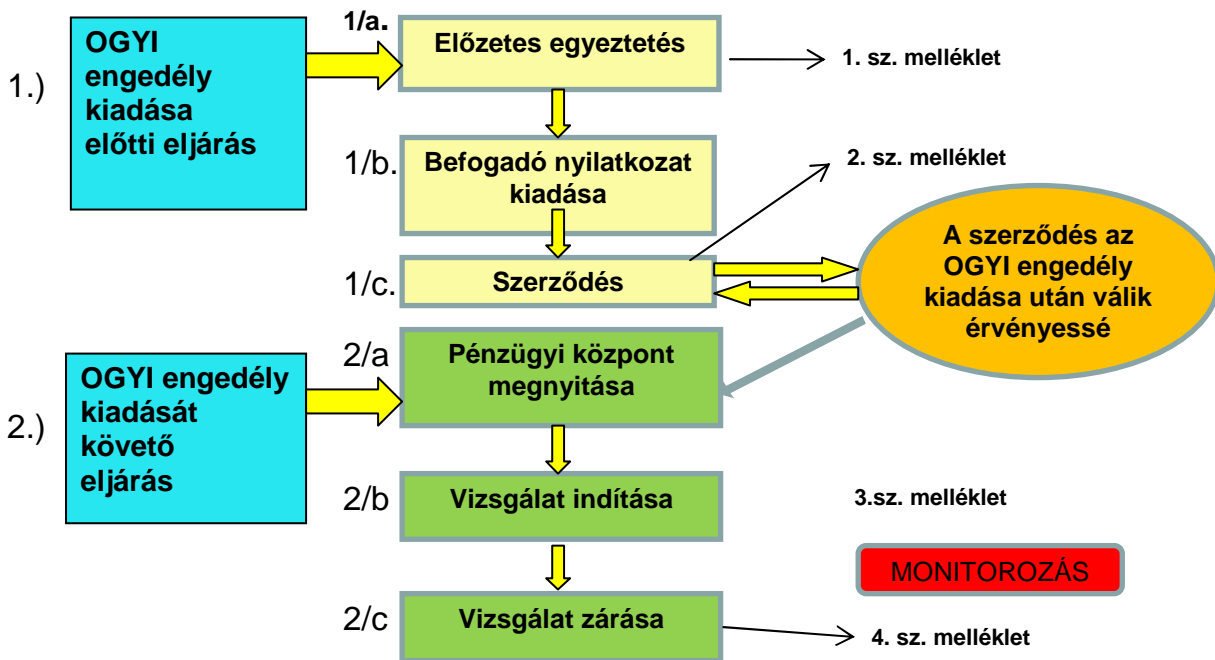 1.)
OGYI
engedély
kiadása
előtti eljárás
1/a.
Előzetes egyeztetés
1. sz. melléklet
1/b.
Befogadó nyilatkozat
kiadása
2. sz. melléklet
1/c.
Szerződés
A szerződés az
OGYI engedély
kiadása után válik
érvényessé
2.)
OGYI engedély
kiadását
követő
eljárás
2/a
Pénzügyi központ
megnyitása
2/b
Vizsgálat indítása
3.sz. melléklet
MONITOROZÁS
2/c
Vizsgálat zárása
4. sz. melléklet